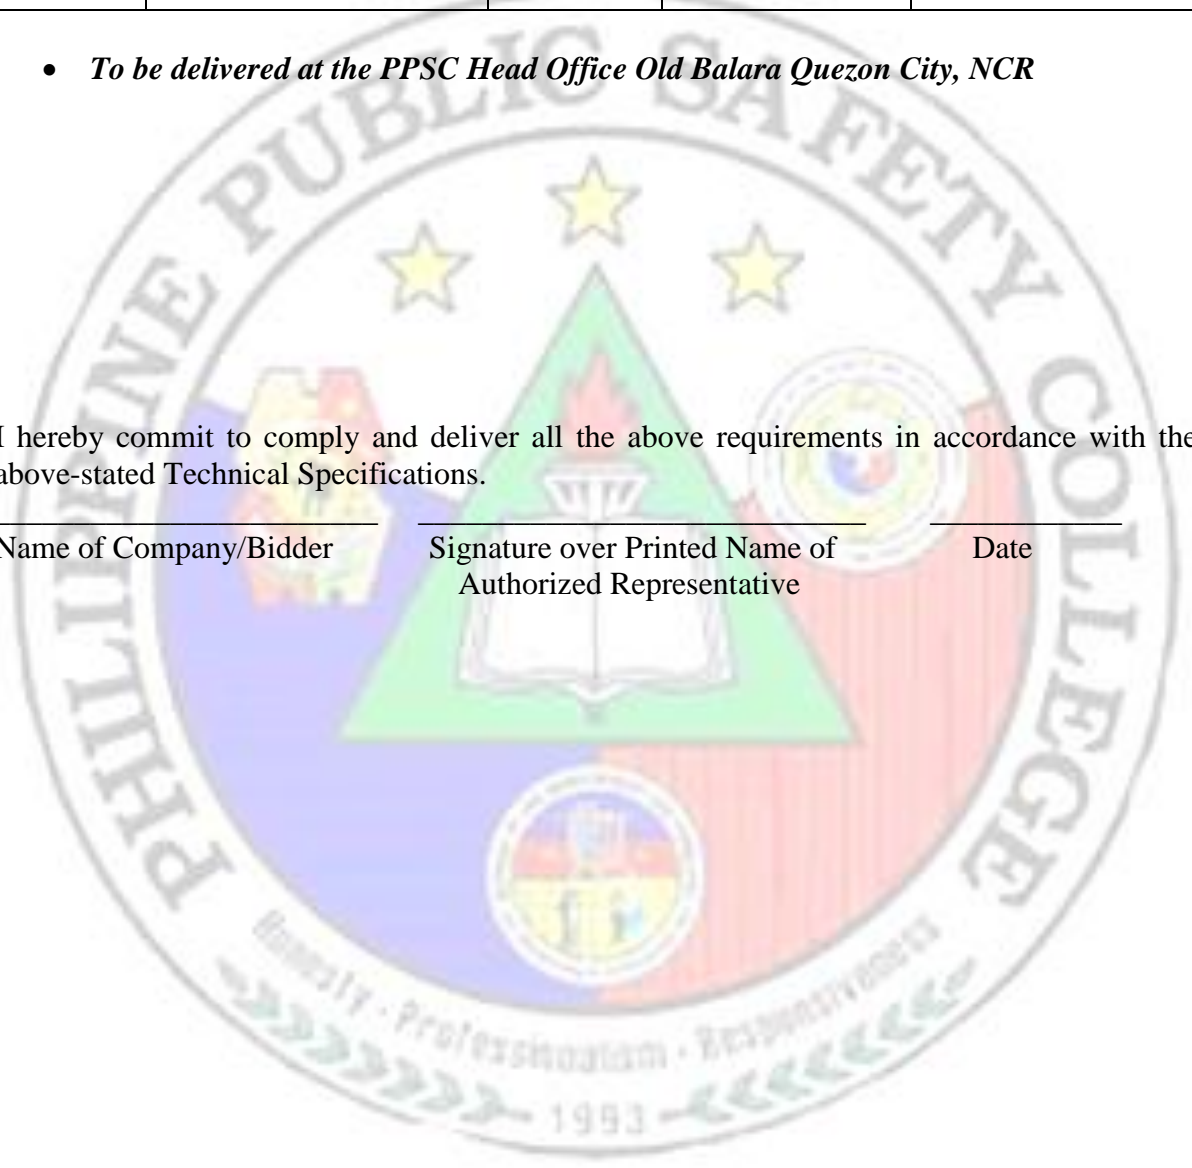 • To be delivered at the PPSC Head Office Old Balara Quezon City, NCR
PHILIPPINE PUBLIC SAFETY COLLEGE
I hereby commit to comply and deliver all the above requirements in accordance with the
above-stated Technical Specifications.
Name of Company/Bidder Signature over Printed Name of Date
Authorized Representative
Honesty · Professionalism · Responsiveness
1993